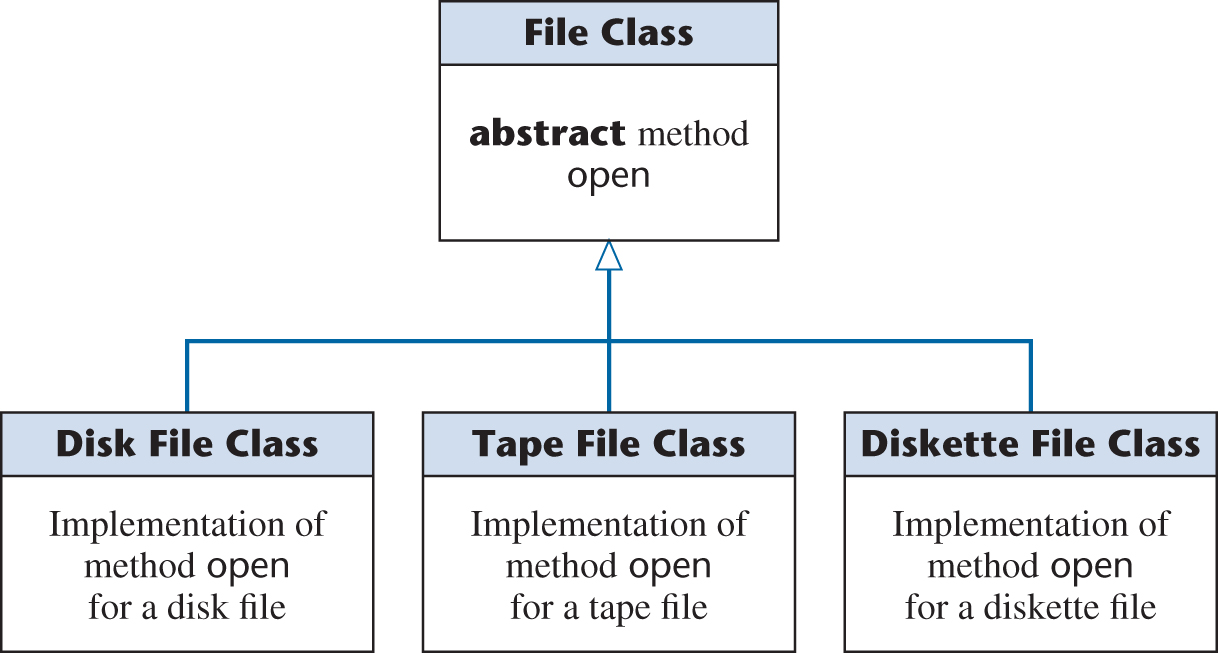 File Class
abstract method
open
Disk File Class
Implementation of
method open
for a disk file
Tape File Class
Implementation of
method open
for a tape file
Diskette File Class
Implementation of
method open
for a diskette file